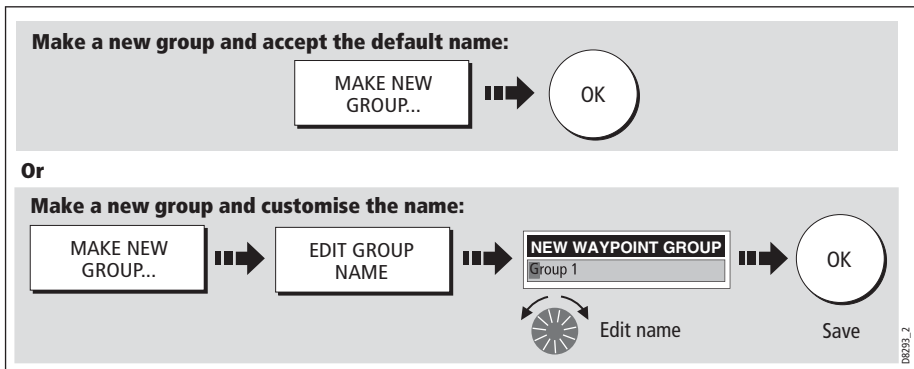 Make a new group and accept the default name:
MAKE NEW
GROUP...
OK
Or
Make a new group and customise the name:
MAKE NEW
GROUP...
EDIT GROUP
NAME
NEW WAYPOINT GROUP
Group 1
Edit name
OK
Save
D8293_2